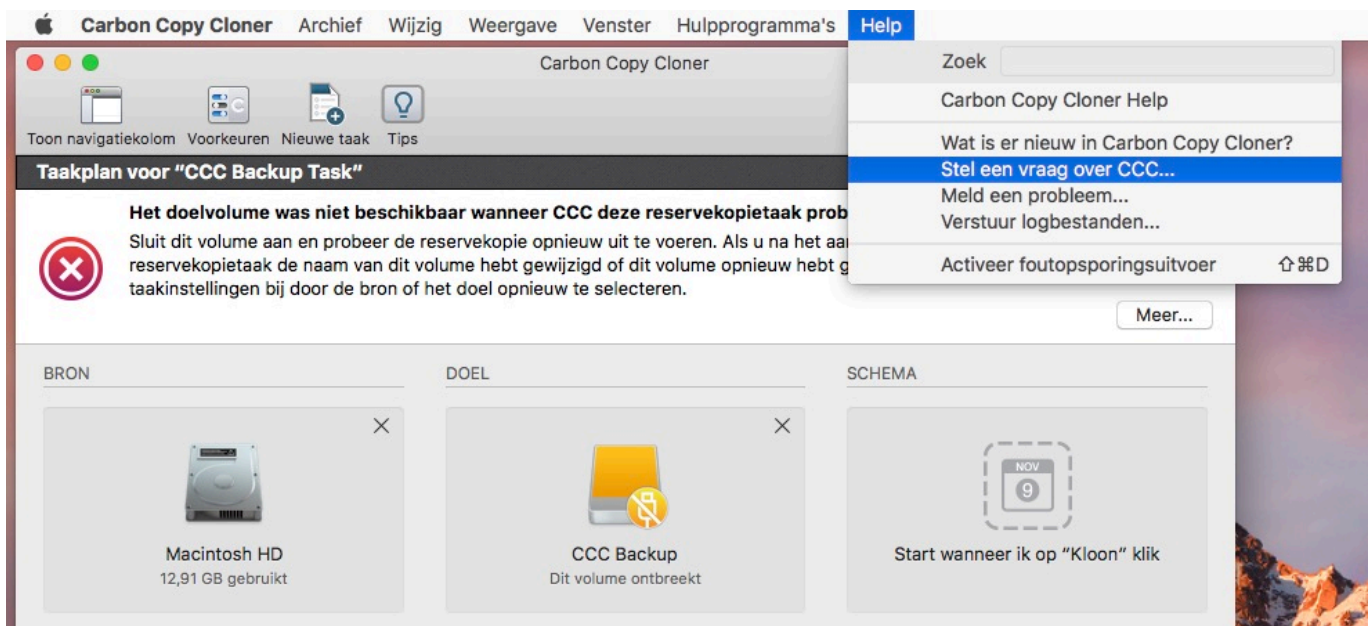 Carbon Copy Cloner Archief Wijzig Weergave Venster Hulpprogramma's Help
Carbon Copy Cloner
Toon navigatiekolom Voorkeuren Nieuwe taak Tips
Zoek
Carbon Copy Cloner Help
Wat is er nieuw in Carbon Copy Cloner?
Stel een vraag over CCC...
Meld een probleem...
Verstuur logbestanden...
Activeer foutopsporingsuitvoer ⇧⌘D
Taakplan voor "CCC Backup Task"
Het doelvolume was niet beschikbaar wanneer CCC deze reservekopietaak prob
Sluit dit volume aan en probeer de reservekopie opnieuw uit te voeren. Als u na het aa
reservekopietaak de naam van dit volume hebt gewijzigd of dit volume opnieuw hebt g
taakinstellingen bij door de bron of het doel opnieuw te selecteren.
Meer...
BRON DOEL SCHEMA
NOV
9
Macintosh HD CCC Backup Start wanneer ik op "Kloon" klik
12,91 GB gebruikt Dit volume ontbreekt